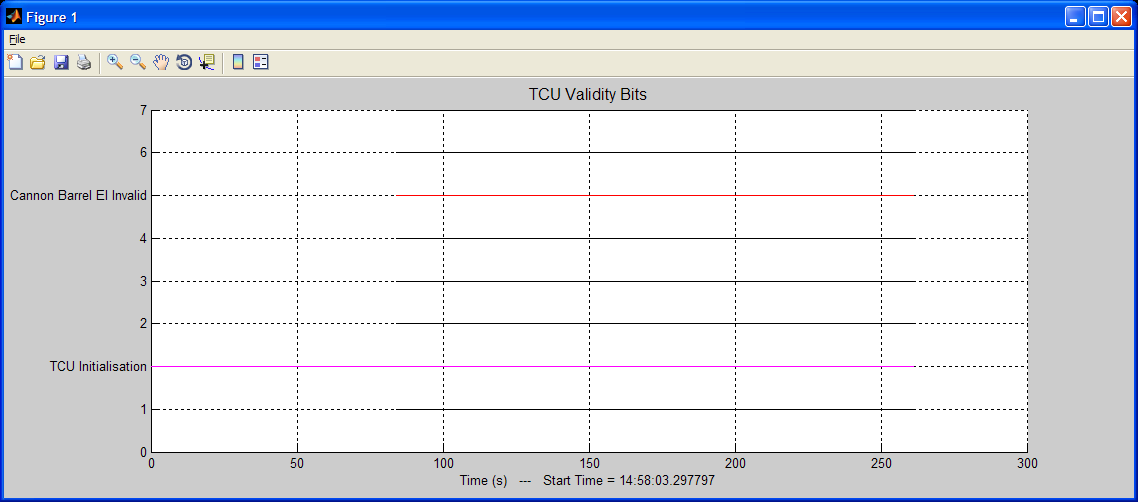 Figure 1
File
TCU Validity Bits
7
6
Cannon Barrel El Invalid
4
3
2
TCU Initialisation
1
0
0 50 100 150 200 250 300
Time (s) --- Start Time = 14:58:03.297797